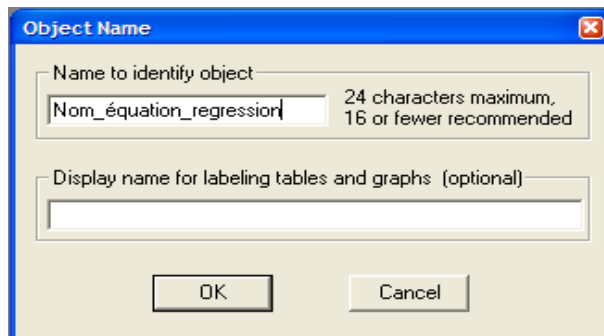 Object Name
Name to identify object
Nom_équation_regression
24 characters maximum,
16 or fewer recommended
Display name for labeling tables and graphs (optional)
OK
Cancel